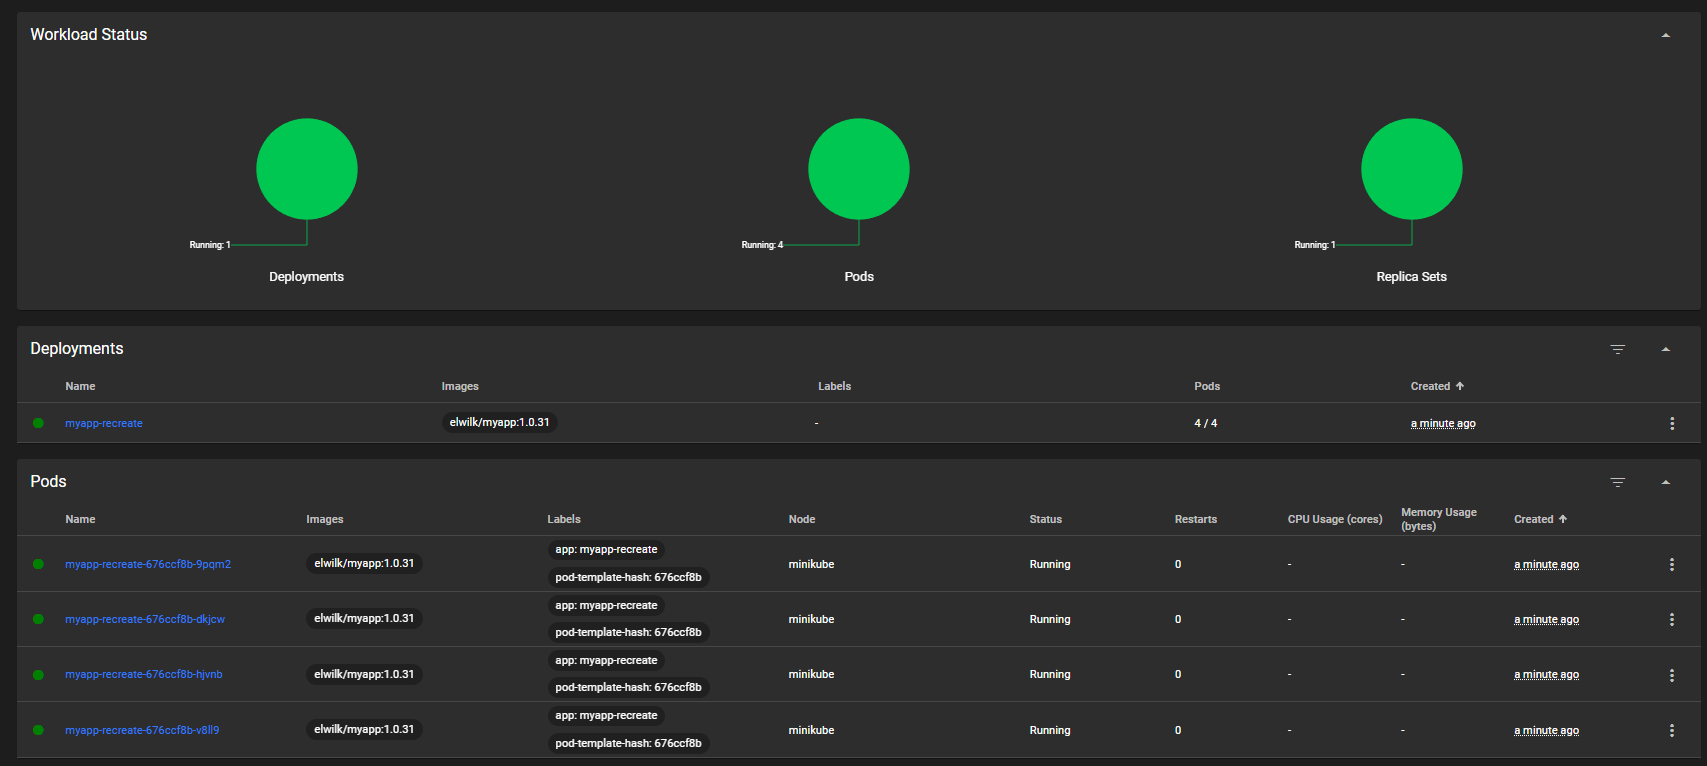 Workload Status
Running: 1
Running: 4
Running: 1
Deployments
Pods
Replica Sets
Deployments
Name Images Labels Pods Created
myapp-recreate elwilk/myapp:1.0.31 - 4 / 4 a minute ago
Pods
Name Images Labels Node Status Restarts CPU Usage (cores) Memory Usage (bytes) Created
myapp-recreate-676ccf8b-9pqm2 elwilk/myapp:1.0.31 app: myapp-recreate minikube Running 0 - - a minute ago
pod-template-hash: 676ccf8b
myapp-recreate-676ccf8b-dkjcw elwilk/myapp:1.0.31 app: myapp-recreate minikube Running 0 - - a minute ago
pod-template-hash: 676ccf8b
myapp-recreate-676ccf8b-hjvnb elwilk/myapp:1.0.31 app: myapp-recreate minikube Running 0 - - a minute ago
pod-template-hash: 676ccf8b
myapp-recreate-676ccf8b-v8ll9 elwilk/myapp:1.0.31 app: myapp-recreate minikube Running 0 - - a minute ago
pod-template-hash: 676ccf8b